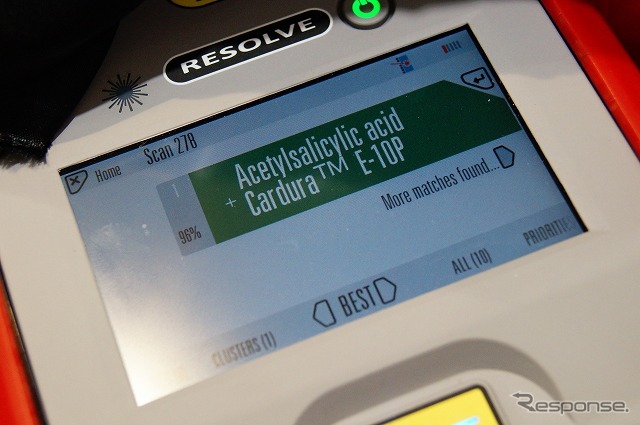 RESOLVE
Home
Scan 278
1
Acetylsalicylic acid
+ Cardura™ E-10P
96%
More matches found...
CLUSTERS (1)
BEST
ALL (10)
Response.